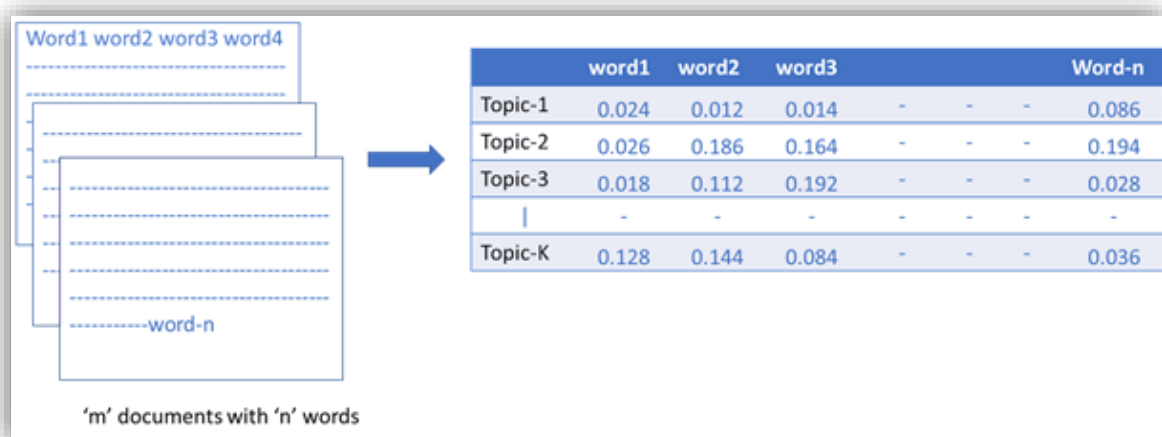 Word1 word2 word3 word4
word-n
'm' documents with 'n' words
word1 word2 word3 Word-n
Topic-1 0.024 0.012 0.014 - - - 0.086
Topic-2 0.026 0.186 0.164 - - - 0.194
Topic-3 0.018 0.112 0.192 - - - 0.028
| - - - - - - -
Topic-K 0.128 0.144 0.084 - - - 0.036